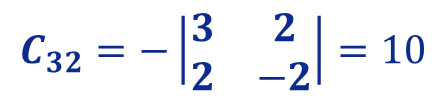 C₃₂ = − |3 2| = 10
|2 −2|